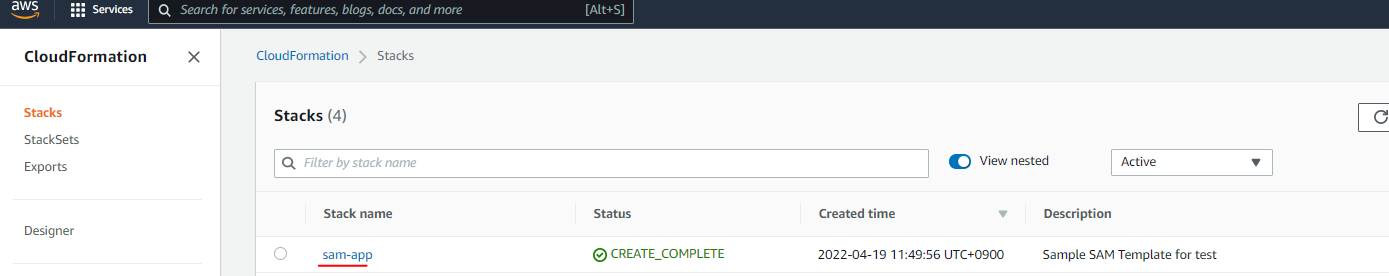 aws
Services
Search for services, features, blogs, docs, and more
[Alt+S]
CloudFormation
Stacks
StackSets
Exports
Designer
CloudFormation > Stacks
Stacks (4)
Filter by stack name
View nested
Active
Stack name Status Created time Description
sam-app CREATE_COMPLETE 2022-04-19 11:49:56 UTC+0900 Sample SAM Template for test